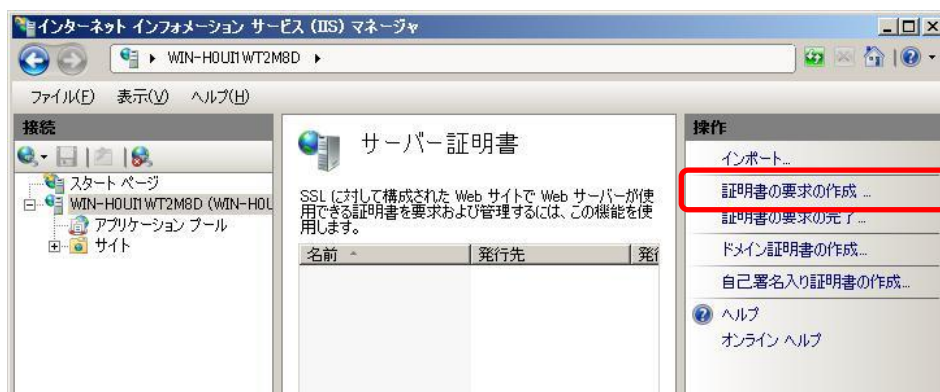 インターネット インフォメーション サービス (IIS) マネージャ
WIN-H0UI1WT2M8D
ファイル(F) 表示(V) ヘルプ(H)
接続
スタート ページ
WIN-H0UI1WT2M8D (WIN-H0U
アプリケーション プール
サイト
サーバー証明書
SSL に対して構成された Web サイトで Web サーバーが使
用できる証明書を要求および管理するには、この機能を使
用します。
名前 発行先 発行
操作
インポート...
証明書の要求の作成 ...
証明書の要求の完了...
ドメイン証明書の作成...
自己署名入り証明書の作成...
ヘルプ
オンライン ヘルプ